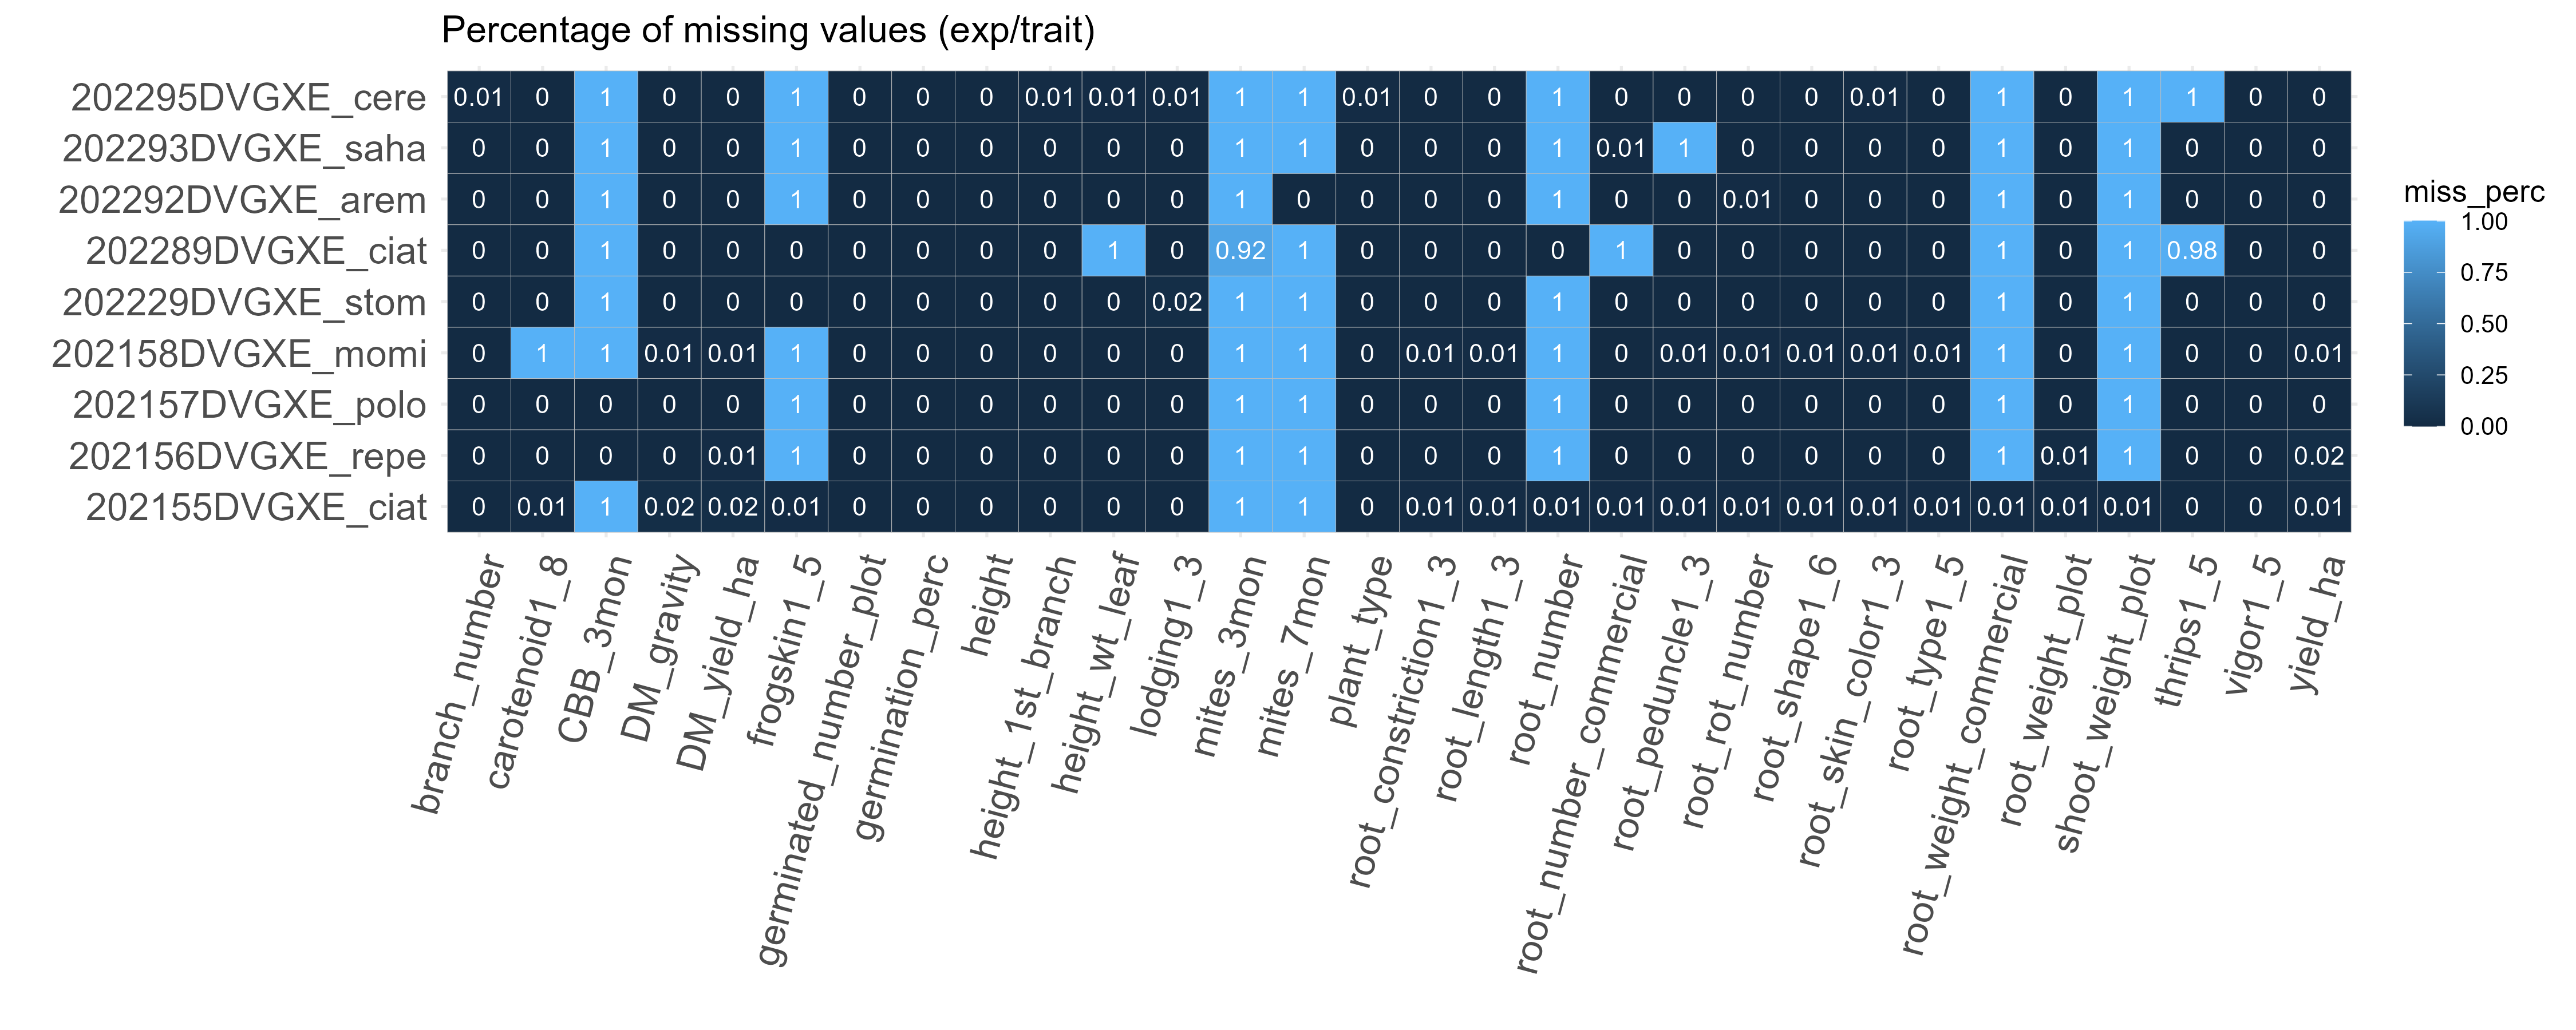 Percentage of missing values (exp/trait)
202295DVGXE_cere 0.01 0 1 0 0 1 0 0 0 0.01 0.01 0.01 1 1 0.01 0 0 1 0 0 0 0 0.01 0 1 0 1 1 0 0
202293DVGXE_saha 0 0 1 0 0 1 0 0 0 0 0 0 1 1 0 0 0 1 0.01 1 0 0 0 0 1 0 1 0 0 0
202292DVGXE_arem 0 0 1 0 0 1 0 0 0 0 0 0 1 0 0 0 0 1 0 0 0.01 0 0 0 1 0 1 0 0 0
202289DVGXE_ciat 0 0 1 0 0 0 0 0 0 0 1 0 0.92 1 0 0 0 0 1 0 0 0 0 0 1 0 1 0.98 0 0
202229DVGXE_stom 0 0 1 0 0 0 0 0 0 0 0 0.02 1 1 0 0 0 1 0 0 0 0 0 0 1 0 1 0 0 0
202158DVGXE_momi 0 1 1 0.01 0.01 1 0 0 0 0 0 0 1 1 0 0.01 0.01 1 0 0.01 0.01 0.01 0.01 0.01 1 0 1 0 0 0.01
202157DVGXE_polo 0 0 0 0 0 1 0 0 0 0 0 0 1 1 0 0 0 1 0 0 0 0 0 0 1 0 1 0 0 0
202156DVGXE_repe 0 0 0 0 0.01 1 0 0 0 0 0 0 1 1 0 0 0 1 0 0 0 0 0 0 1 0.01 1 0 0 0.02
202155DVGXE_ciat 0 0.01 1 0.02 0.02 0.01 0 0 0 0 0 0 1 1 0 0.01 0.01 0.01 0.01 0.01 0.01 0.01 0.01 0.01 0.01 0.01 0.01 0 0 0.01
branch_number
carotenoid1_8
CBB_3mon
DM_gravity
DM_yield_ha
frogskin1_5
germinated_number_plot
germination_perc
height
height_1st_branch
height_wt_leaf
lodging1_3
mites_3mon
mites_7mon
plant_type
root_constriction1_3
root_length1_3
root_number
root_number_commercial
root_peduncle1_3
root_rot_number
root_shape1_6
root_skin_color1_3
root_type1_5
root_weight_commercial
root_weight_plot
shoot_weight_plot
thrips1_5
vigor1_5
yield_ha
miss_perc
1.00
0.75
0.50
0.25
0.00